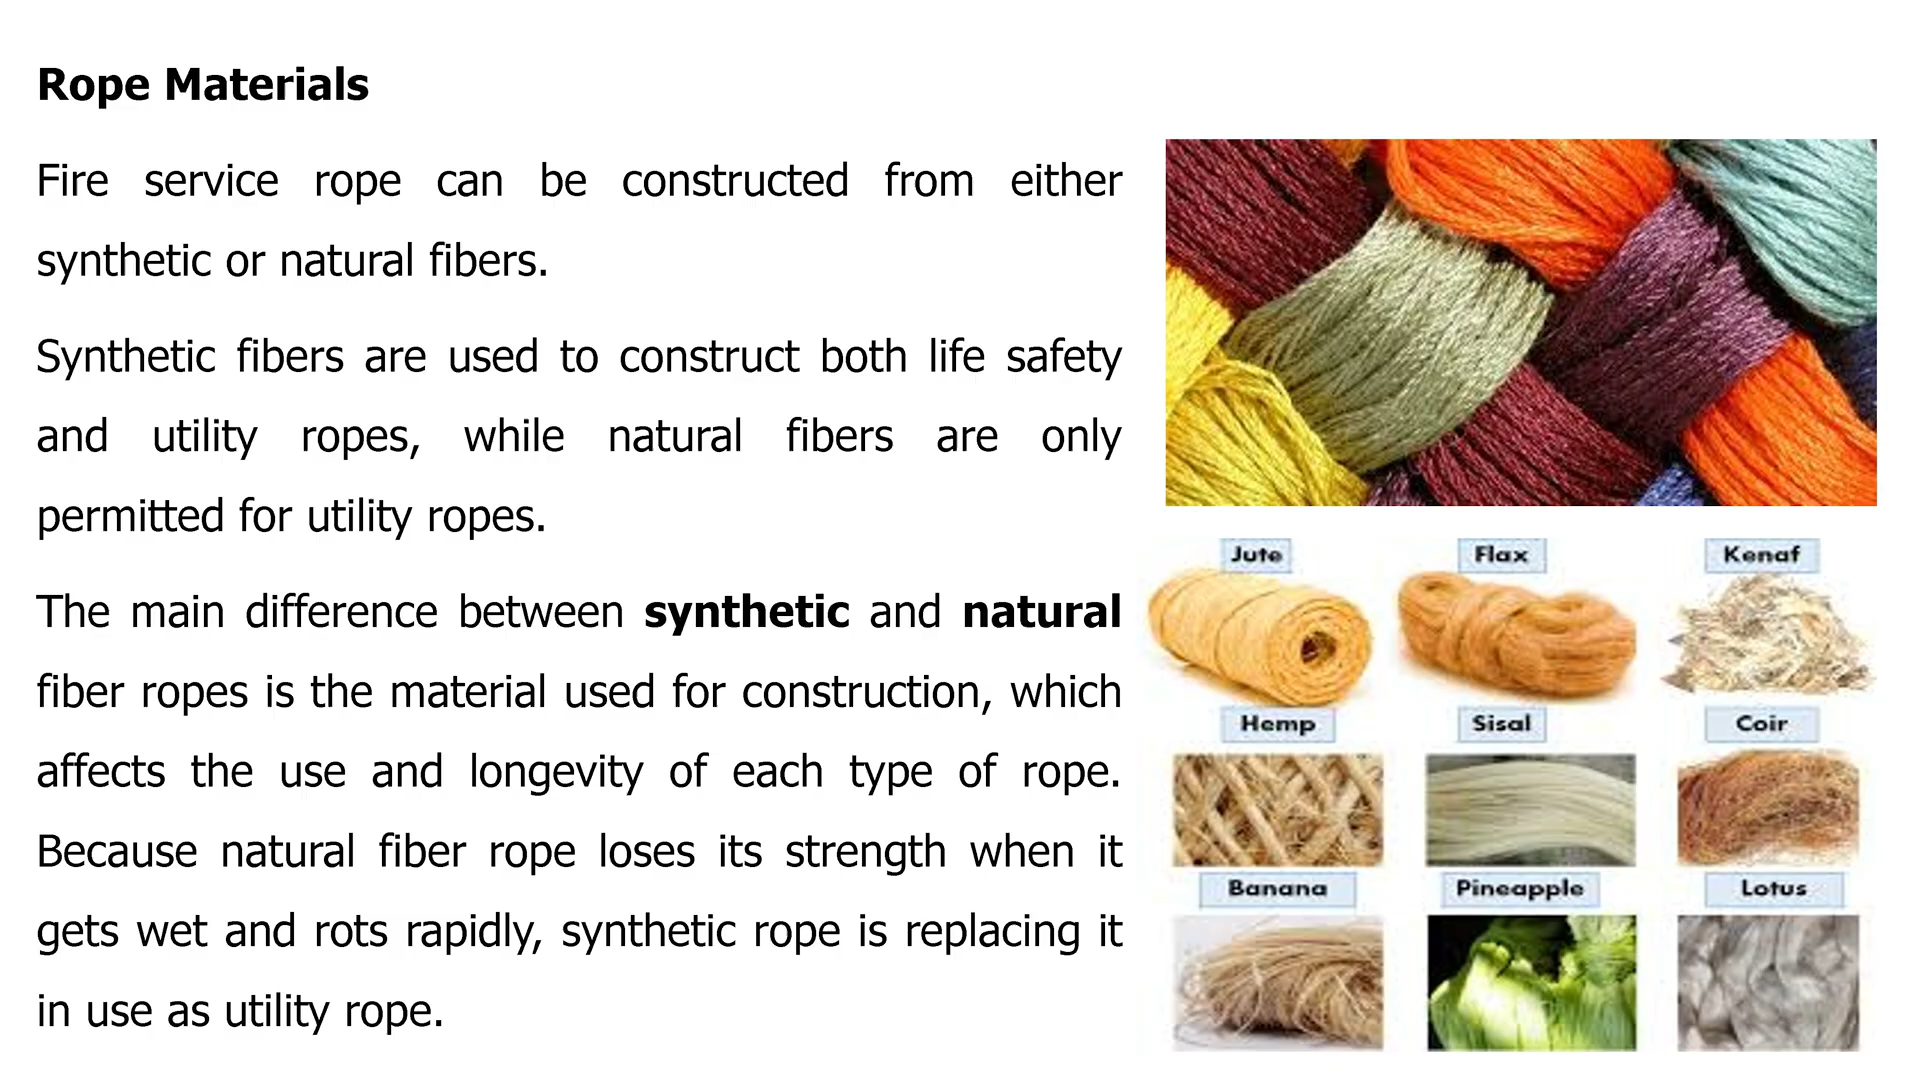 Rope Materials
Fire service rope can be constructed from either
synthetic or natural fibers.
Synthetic fibers are used to construct both life safety
and utility ropes, while natural fibers are only
permitted for utility ropes.
The main difference between synthetic and natural
fiber ropes is the material used for construction, which
affects the use and longevity of each type of rope.
Because natural fiber rope loses its strength when it
gets wet and rots rapidly, synthetic rope is replacing it
in use as utility rope.
Jute Flax Kenaf
Hemp Sisal Coir
Banana Pineapple Lotus